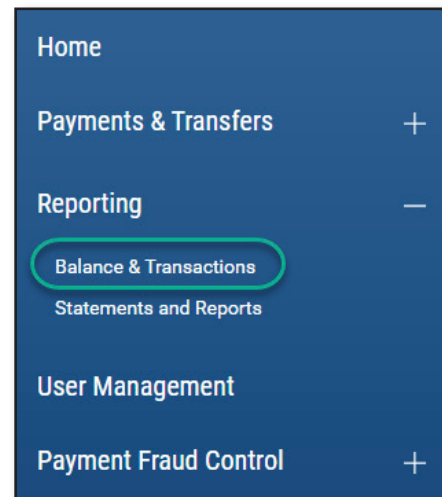 Home
Payments & Transfers
Reporting
Balance & Transactions
Statements and Reports
User Management
Payment Fraud Control